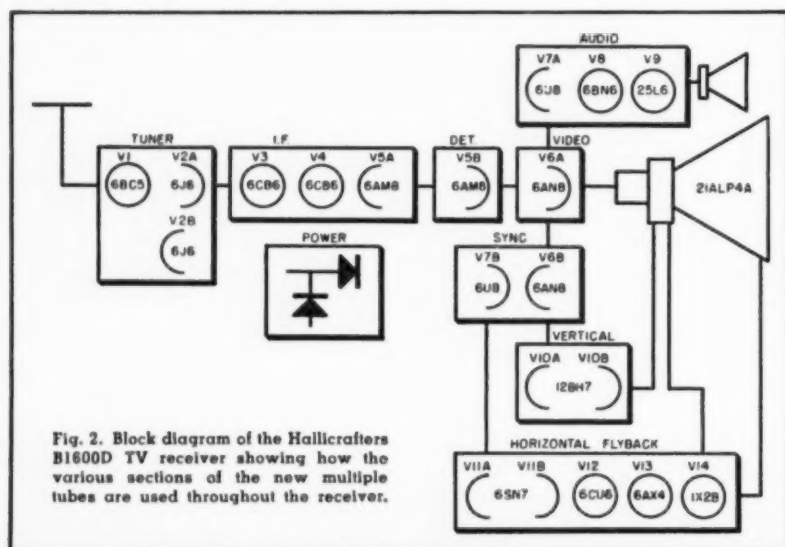 AUDIO
V7A V8 V9
6U8 6BN6 25L6
TUNER
V1 V2A
6BC5 6J6
V2B
6J6
I.F.
V3 V4 V5A
6CB6 6CB6 6AM8
DET.
V5B
6AM8
VIDEO
V6A
6AN8
21ALP4A
POWER
SYNC
V7B V6B
6U8 6AN8
VERTICAL
V10A V10B
12BH7
HORIZONTAL FLYBACK
V11A V11B V12 V13 V14
6SN7 6CU6 6AX4 1X2B
Fig. 2. Block diagram of the Hallicrafters
B1600D TV receiver showing how the
various sections of the new multiple
tubes are used throughout the receiver.